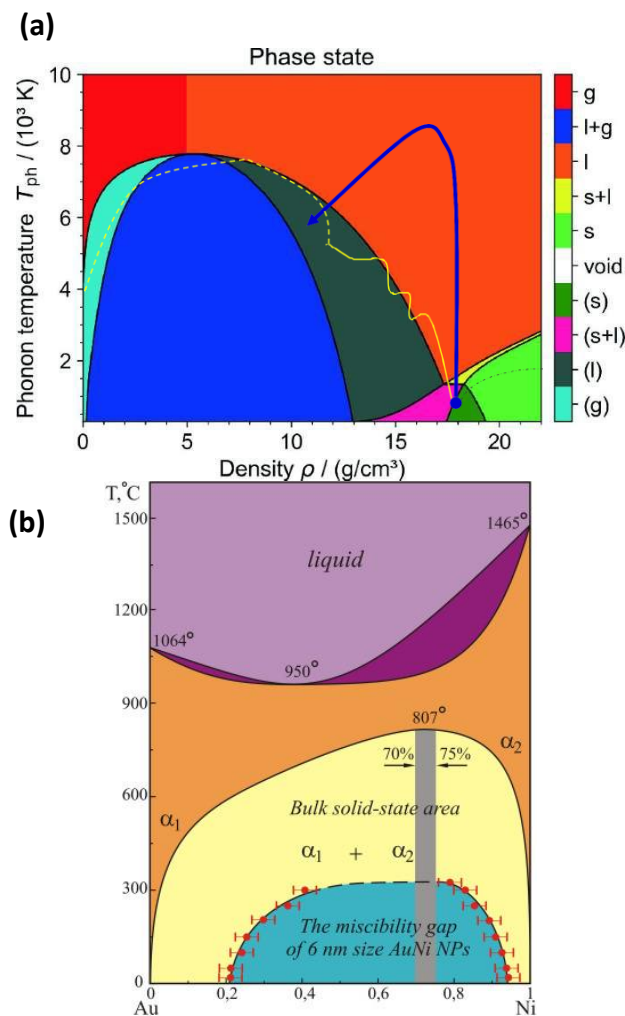 (a)
Phase state
Phonon temperature T_ph / (10³ K)
10
8
6
4
2
0
5
10
15
20
Density ρ / (g/cm³)
g
l+g
l
s+l
s
void
(s)
(s+l)
(l)
(g)
(b)
T,°C
1500
1200
900
600
300
0
liquid
1465°
1064°
950°
807°
α₂
70%
75%
α₁
Bulk solid-state area
α₁ + α₂
The miscibility gap
of 6 nm size AuNi NPs
0
0,2
0,4
0,6
0,8
1
Au
Ni